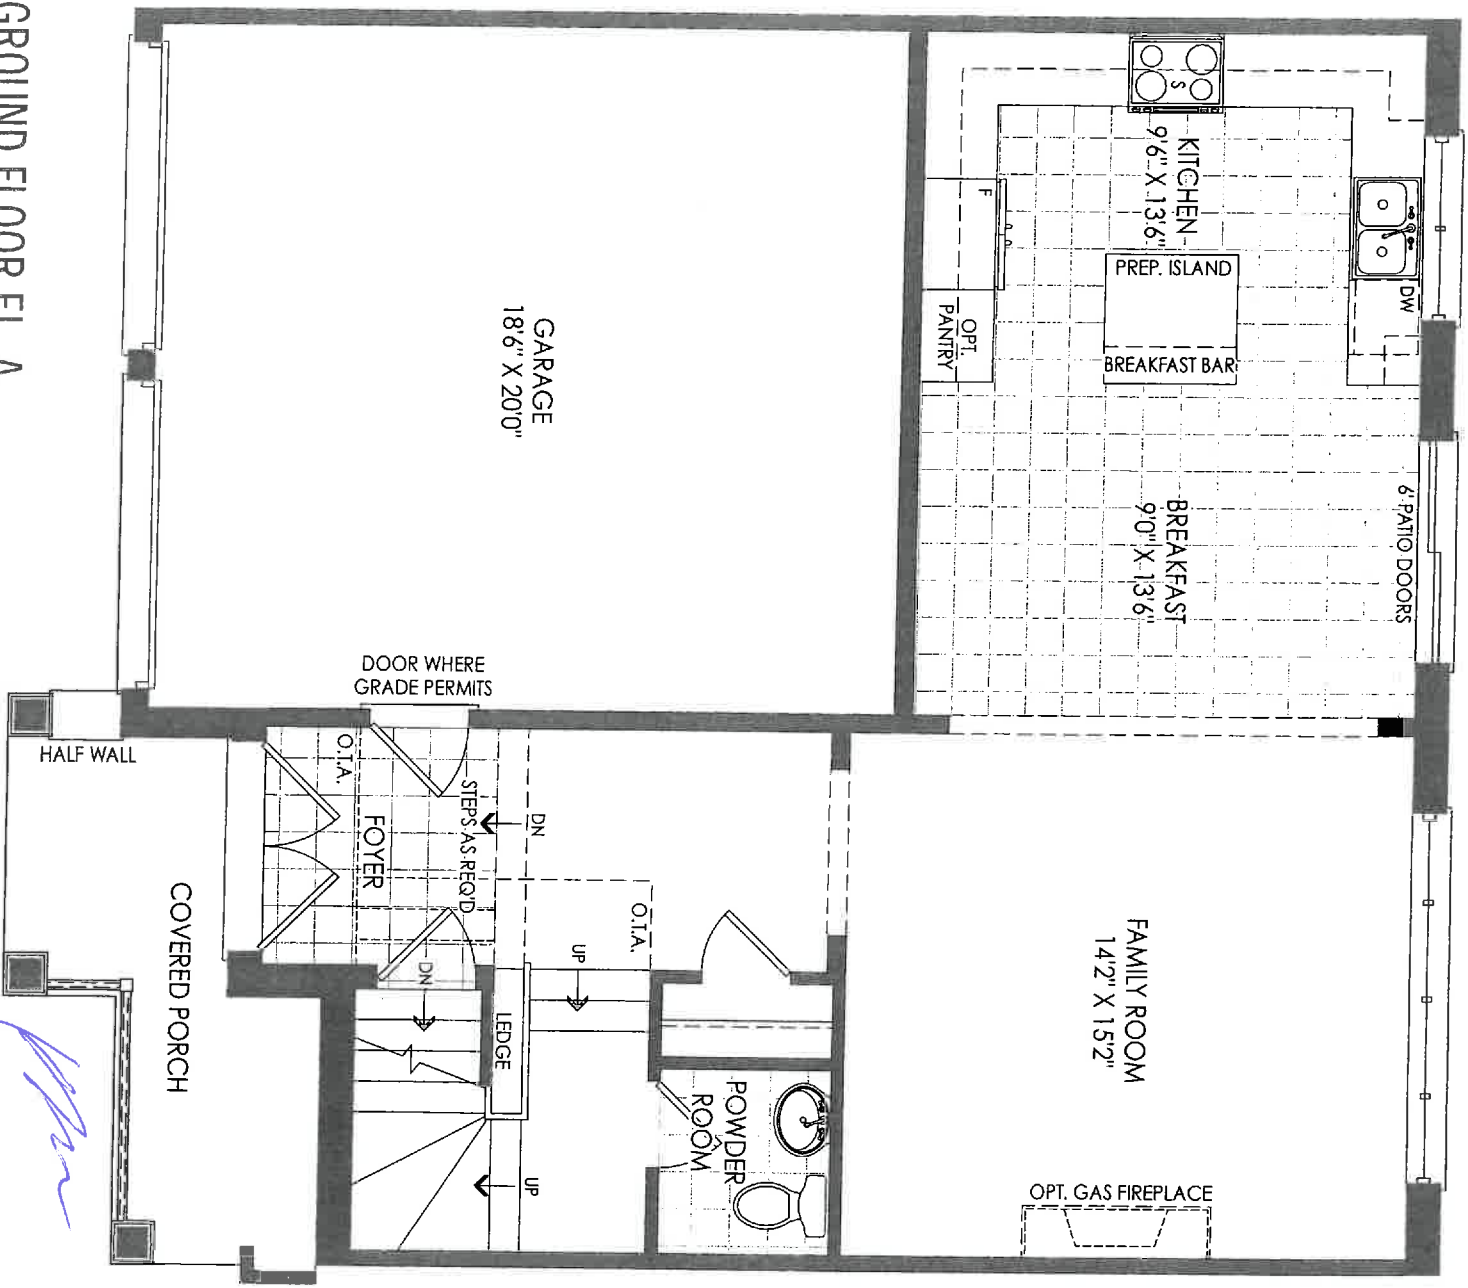 GROUND FLOOR EL. A
KITCHEN
9'6" X 13'6"
S
F
PREP. ISLAND
BREAKFAST BAR
OPT.
PANTRY
DW
BREAKFAST
9'0" X 13'6"
6' PATIO DOORS
GARAGE
18'6" X 20'0"
DOOR WHERE
GRADE PERMITS
HALF WALL
O.T.A.
FOYER
STEPS AS REQ'D
DN
O.T.A.
UP
DN
LEDGE
UP
COVERED PORCH
POWDER
ROOM
FAMILY ROOM
14'2" X 15'2"
OPT. GAS FIREPLACE